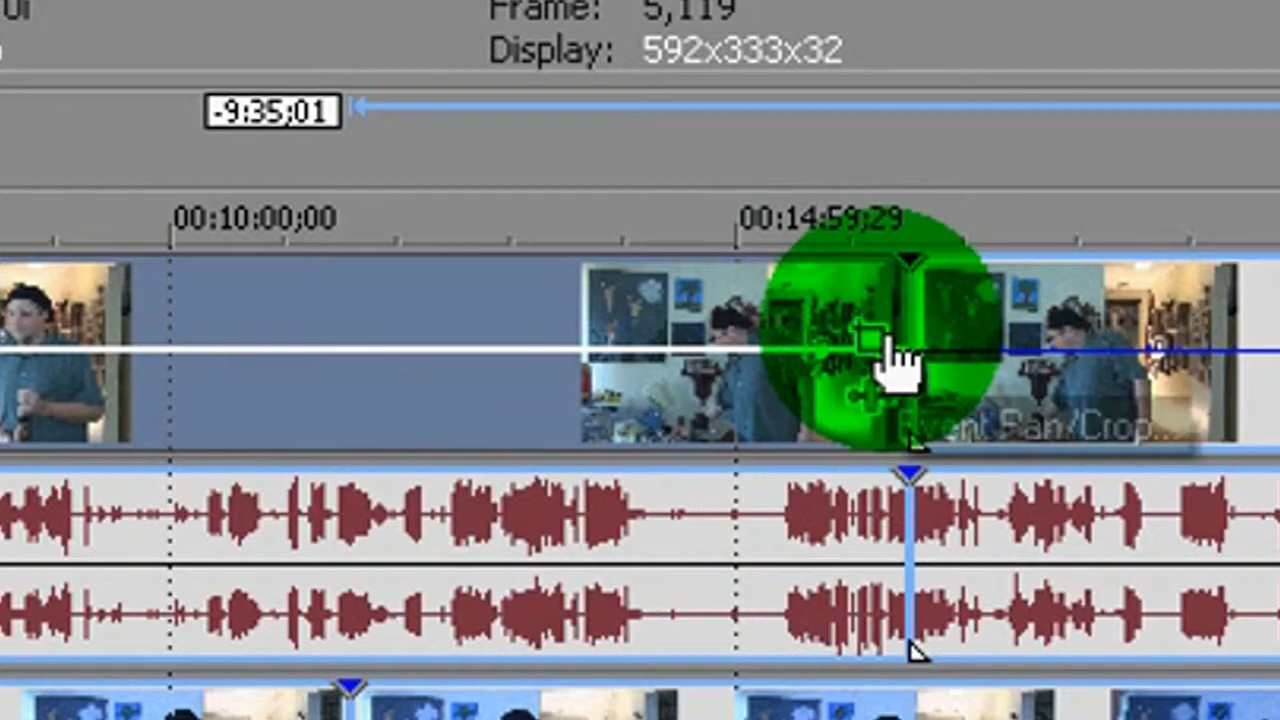 Frame: 5,119
Display: 592x333x32
-9:35;01
00:10:00;00 00:14:59;29
Event Pan/Crop...